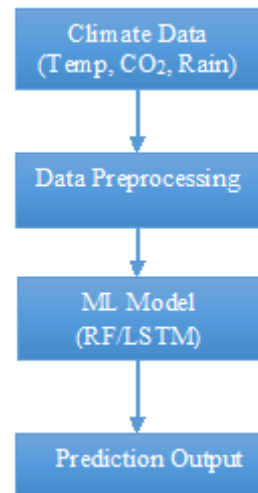 Climate Data
(Temp, CO₂, Rain)
Data Preprocessing
ML Model
(RF/LSTM)
Prediction Output